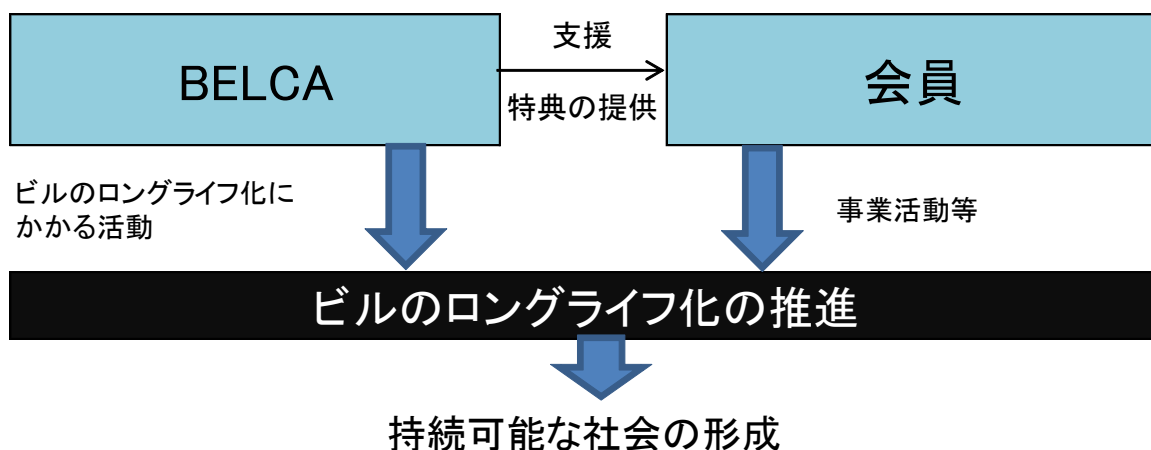 BELCA
支援
特典の提供
会員
ビルのロングライフ化に
かかる活動
事業活動等
ビルのロングライフ化の推進
持続可能な社会の形成